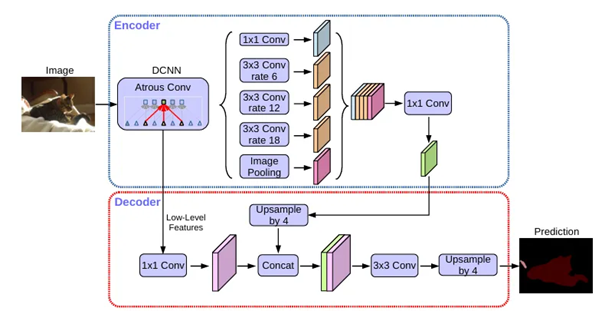 Encoder
Image
DCNN
Atrous Conv
1x1 Conv
3x3 Conv
rate 6
3x3 Conv
rate 12
3x3 Conv
rate 18
Image
Pooling
1x1 Conv
Decoder
Low-Level
Features
Upsample
by 4
1x1 Conv
Concat
3x3 Conv
Upsample
by 4
Prediction